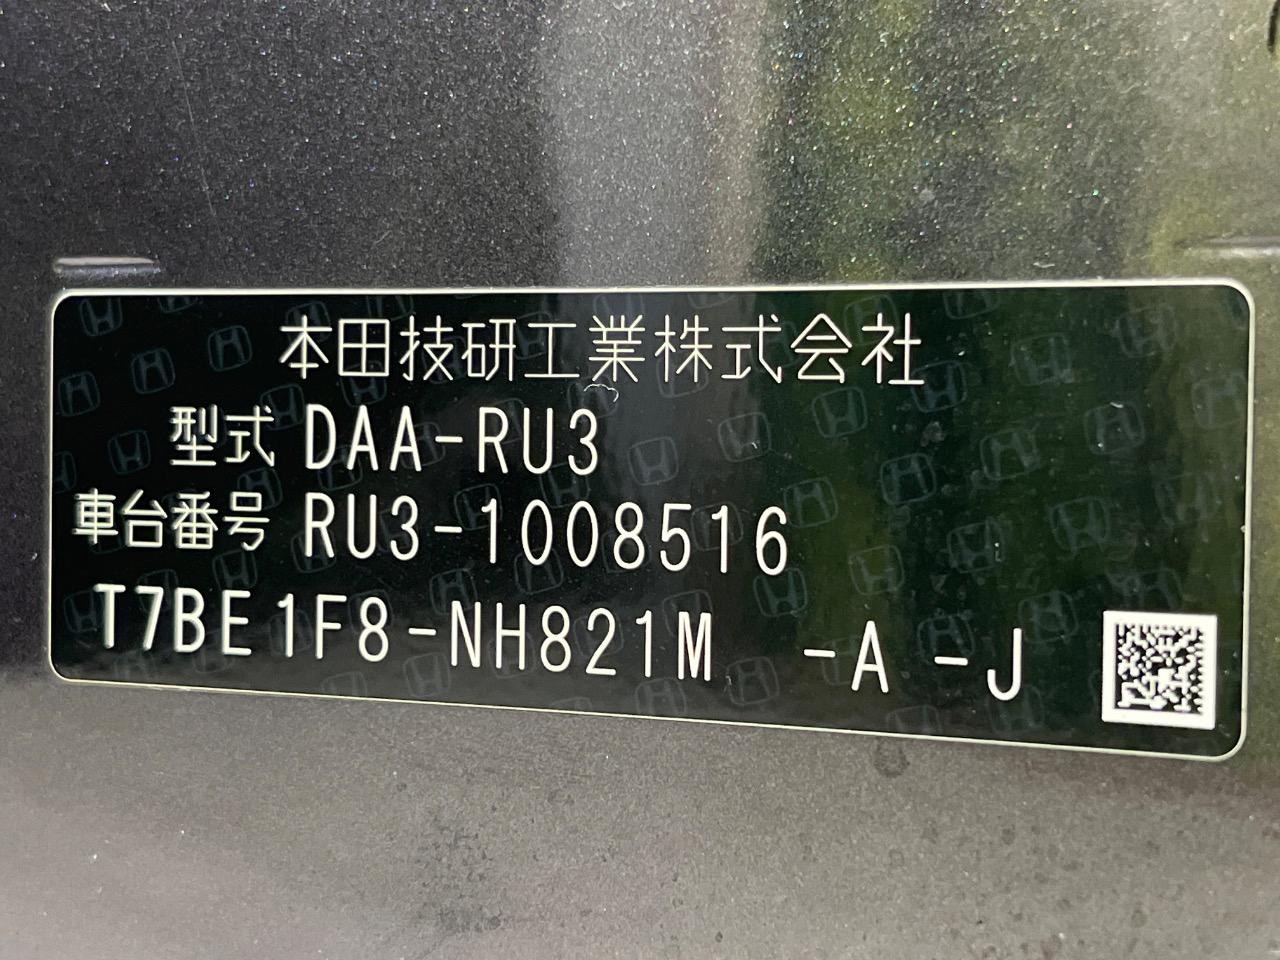 本田技研工業株式会社
型式 DAA-RU3
車台番号 RU3-1008516
T7BE1F8-NH821M -A -J